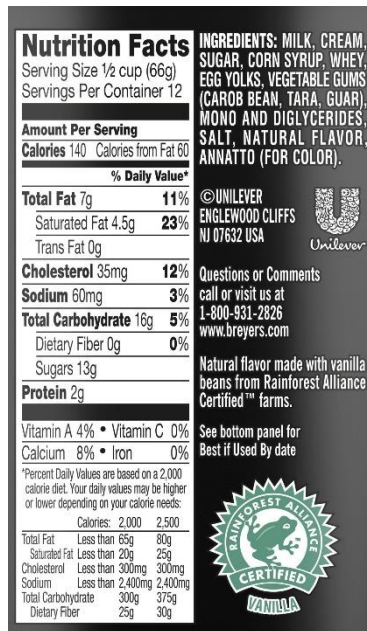 Nutrition Facts
Serving Size ½ cup (66g)
Servings Per Container 12
Amount Per Serving
Calories 140 Calories from Fat 60
% Daily Value*
Total Fat 7g 11%
Saturated Fat 4.5g 23%
Trans Fat 0g
Cholesterol 35mg 12%
Sodium 60mg 3%
Total Carbohydrate 16g 5%
Dietary Fiber 0g 0%
Sugars 13g
Protein 2g
Vitamin A 4% • Vitamin C 0%
Calcium 8% • Iron 0%
*Percent Daily Values are based on a 2,000
calorie diet. Your daily values may be higher
or lower depending on your calorie needs:
Calories: 2,000 2,500
Total Fat Less than 65g 80g
Saturated Fat Less than 20g 25g
Cholesterol Less than 300mg 300mg
Sodium Less than 2,400mg 2,400mg
Total Carbohydrate 300g 375g
Dietary Fiber 25g 30g
INGREDIENTS: MILK, CREAM,
SUGAR, CORN SYRUP, WHEY,
EGG YOLKS, VEGETABLE GUMS
(CAROB BEAN, TARA, GUAR),
MONO AND DIGLYCERIDES,
SALT, NATURAL FLAVOR,
ANNATTO (FOR COLOR).
©UNILEVER
ENGLEWOOD CLIFFS
NJ 07632 USA
Unilever
Questions or Comments
call or visit us at
1-800-931-2826
www.breyers.com
Natural flavor made with vanilla
beans from Rainforest Alliance
Certified™ farms.
See bottom panel for
Best if Used By date
RAINFOREST ALLIANCE
CERTIFIED
VANILLA